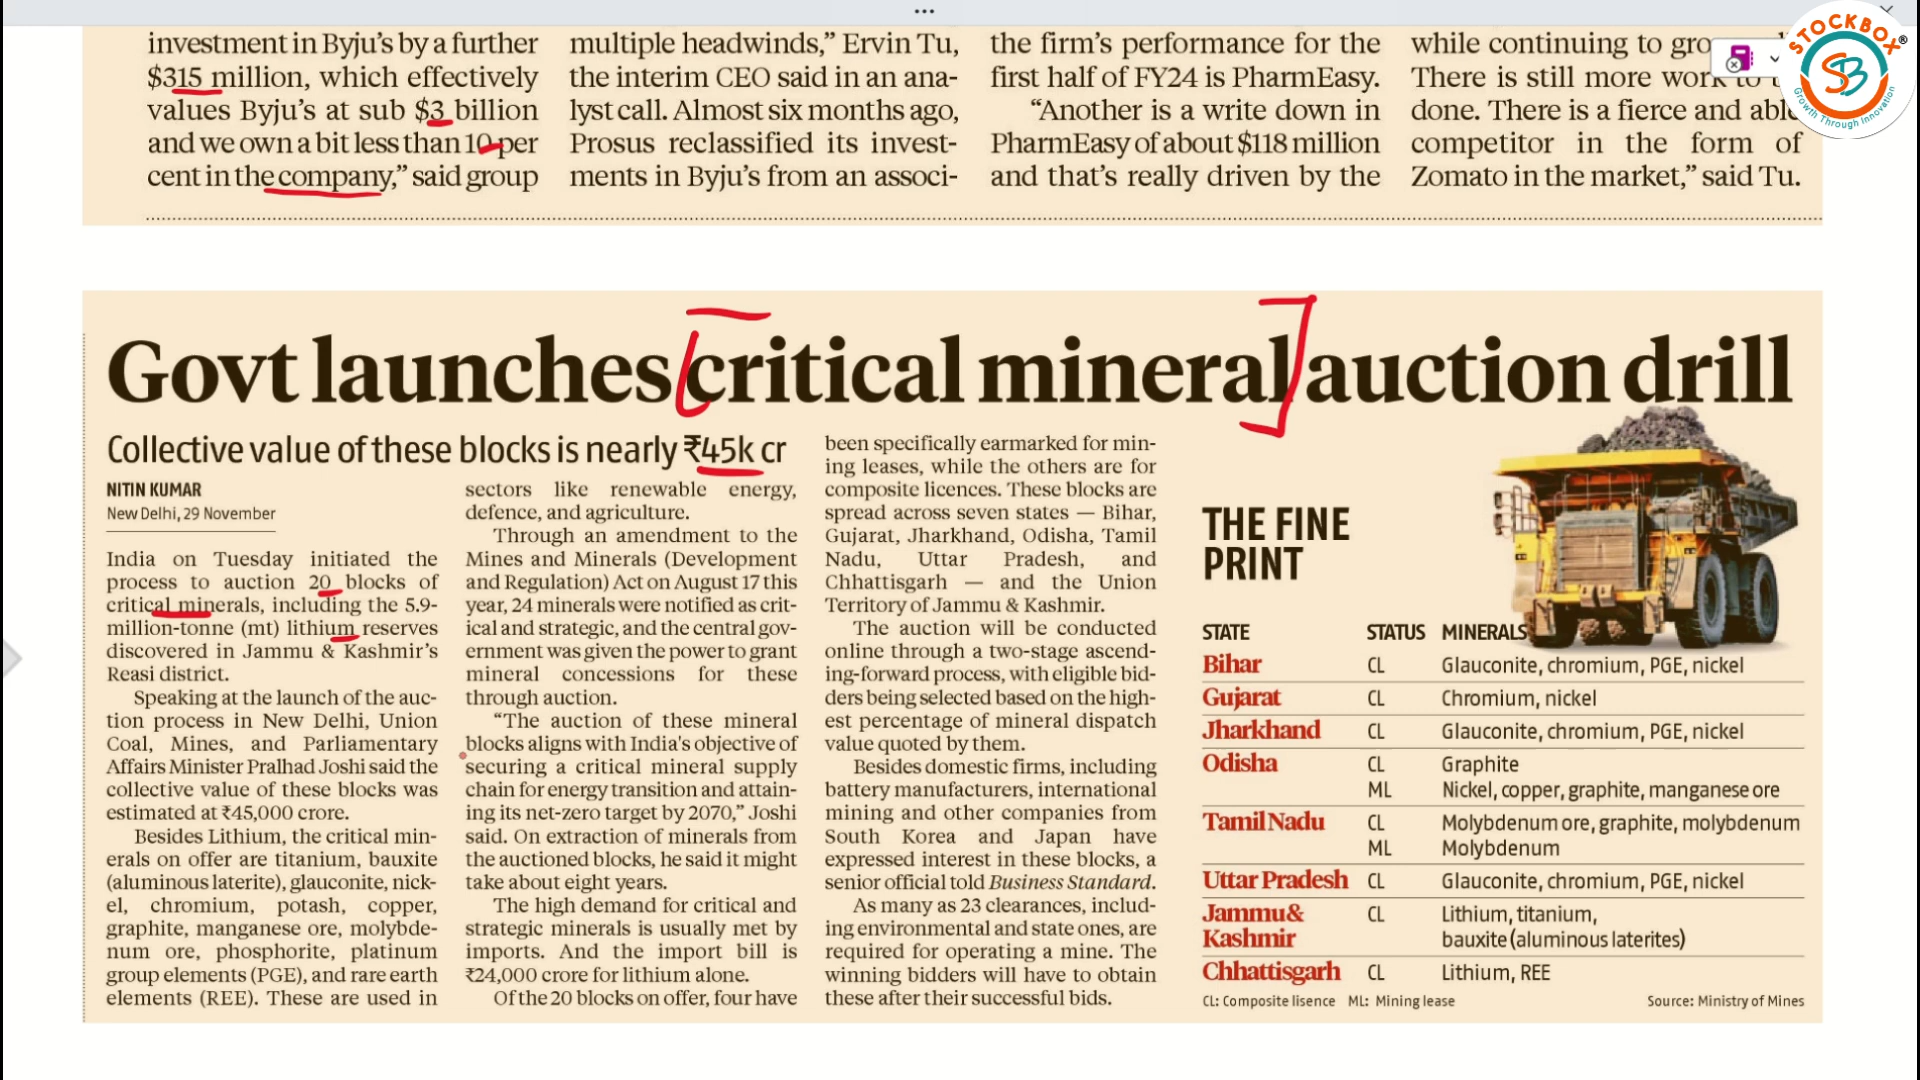 investment in Byju's by a further
$315 million, which effectively
values Byju's at sub $3 billion
and we own a bit less than 10 per
cent in the company," said group
multiple headwinds," Ervin Tu,
the interim CEO said in an ana-
lyst call. Almost six months ago,
Prosus reclassified its invest-
ments in Byju's from an associ-
the firm's performance for the
first half of FY24 is PharmEasy.
"Another is a write down in
PharmEasy of about $118 million
and that's really driven by the
while continuing to
There is still more work to
done. There is a fierce and able
competitor in the form of
Zomato in the market," said Tu.
STOCKBOX®
SB
Growth Through Innovation
Govt launches critical mineral auction drill
Collective value of these blocks is nearly ₹45k cr
NITIN KUMAR
New Delhi, 29 November
India on Tuesday initiated the
process to auction 20 blocks of
critical minerals, including the 5.9-
million-tonne (mt) lithium reserves
discovered in Jammu & Kashmir's
Reasi district.
Speaking at the launch of the auc-
tion process in New Delhi, Union
Coal, Mines, and Parliamentary
Affairs Minister Pralhad Joshi said the
collective value of these blocks was
estimated at ₹45,000 crore.
Besides Lithium, the critical min-
erals on offer are titanium, bauxite
(aluminous laterite), glauconite, nick-
el, chromium, potash, copper,
graphite, manganese ore, molybde-
num ore, phosphorite, platinum
group elements (PGE), and rare earth
elements (REE). These are used in
sectors like renewable energy,
defence, and agriculture.
Through an amendment to the
Mines and Minerals (Development
and Regulation) Act on August 17 this
year, 24 minerals were notified as crit-
ical and strategic, and the central gov-
ernment was given the power to grant
mineral concessions for these
through auction.
"The auction of these mineral
blocks aligns with India's objective of
securing a critical mineral supply
chain for energy transition and attain-
ing its net-zero target by 2070," Joshi
said. On extraction of minerals from
the auctioned blocks, he said it might
take about eight years.
The high demand for critical and
strategic minerals is usually met by
imports. And the import bill is
₹24,000 crore for lithium alone.
Of the 20 blocks on offer, four have
been specifically earmarked for min-
ing leases, while the others are for
composite licences. These blocks are
spread across seven states — Bihar,
Gujarat, Jharkhand, Odisha, Tamil
Nadu, Uttar Pradesh, and
Chhattisgarh — and the Union
Territory of Jammu & Kashmir.
The auction will be conducted
online through a two-stage ascend-
ing-forward process, with eligible bid-
ders being selected based on the high-
est percentage of mineral dispatch
value quoted by them.
Besides domestic firms, including
battery manufacturers, international
mining and other companies from
South Korea and Japan have
expressed interest in these blocks, a
senior official told Business Standard.
As many as 23 clearances, includ-
ing environmental and state ones, are
required for operating a mine. The
winning bidders will have to obtain
these after their successful bids.
THE FINE
PRINT
STATE STATUS MINERALS
Bihar CL Glauconite, chromium, PGE, nickel
Gujarat CL Chromium, nickel
Jharkhand CL Glauconite, chromium, PGE, nickel
Odisha CL Graphite
ML Nickel, copper, graphite, manganese ore
Tamil Nadu CL Molybdenum ore, graphite, molybdenum
ML Molybdenum
Uttar Pradesh CL Glauconite, chromium, PGE, nickel
Jammu & CL Lithium, titanium,
Kashmir bauxite (aluminous laterites)
Chhattisgarh CL Lithium, REE
CL: Composite lisence ML: Mining lease Source: Ministry of Mines